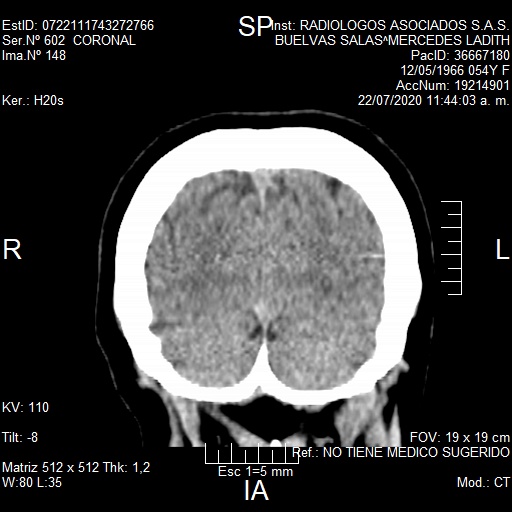 EstID: 0722111743272766
Ser.Nº 602 CORONAL
Ima.Nº 148
Ker.: H20s
SP
Inst: RADIOLOGOS ASOCIADOS S.A.S.
BUELVAS SALAS^MERCEDES LADITH
PacID: 36667180
12/05/1966 054Y F
AccNum: 19214901
22/07/2020 11:44:03 a. m.
R
L
KV: 110
Tilt: -8
Matriz 512 x 512 Thk: 1,2
W:80 L:35
Esc 1=5 mm
IA
FOV: 19 x 19 cm
Ref.: NO TIENE MEDICO SUGERIDO
Mod.: CT